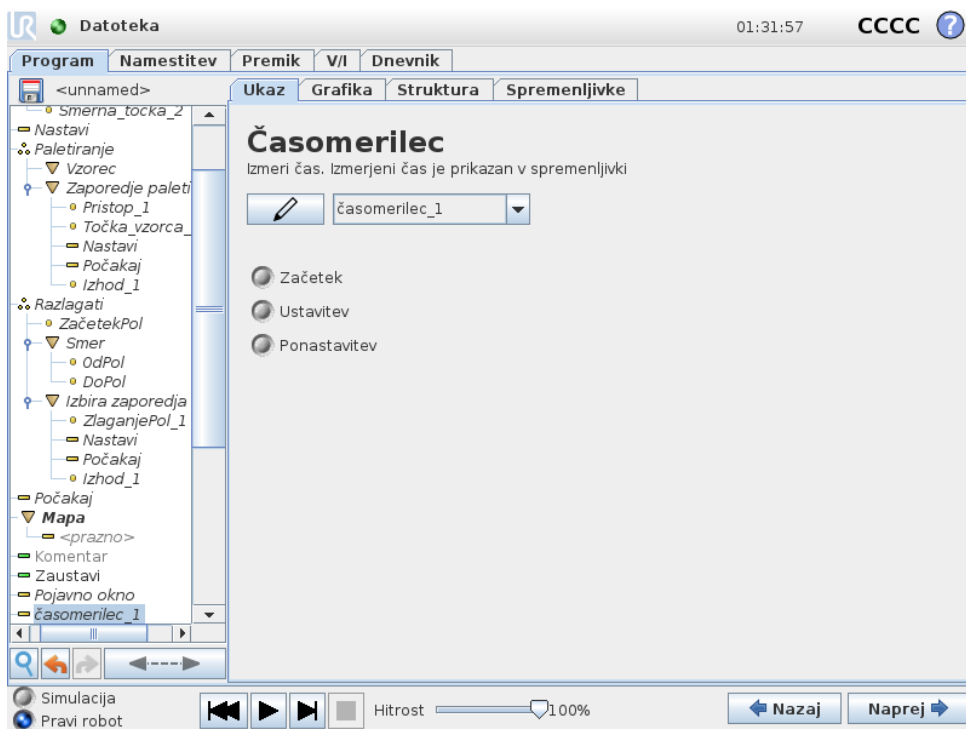 UR Datoteka 01:31:57 CCCC ?
Program Namestitev Premik V/I Dnevnik
<unnamed>
Ukaz Grafika Struktura Spremenljivke
Smerna_točka_2
Nastavi
Paletiranje
Vzorec
Zaporedje paleti
Pristop_1
Točka_vzorca_
Nastavi
Počakaj
Izhod_1
Razlagati
ZačetekPol
Smer
OdPol
DoPol
Izbira zaporedja
ZlaganjePol_1
Nastavi
Počakaj
Izhod_1
Počakaj
Mapa
<prazno>
Komentar
Zaustavi
Pojavno okno
časomerilec_1
Časomerilec
Izmeri čas. Izmerjeni čas je prikazan v spremenljivki
časomerilec_1
Začetek
Ustavitev
Ponastavitev
Simulacija
Pravi robot
Hitrost 100%
Nazaj Naprej